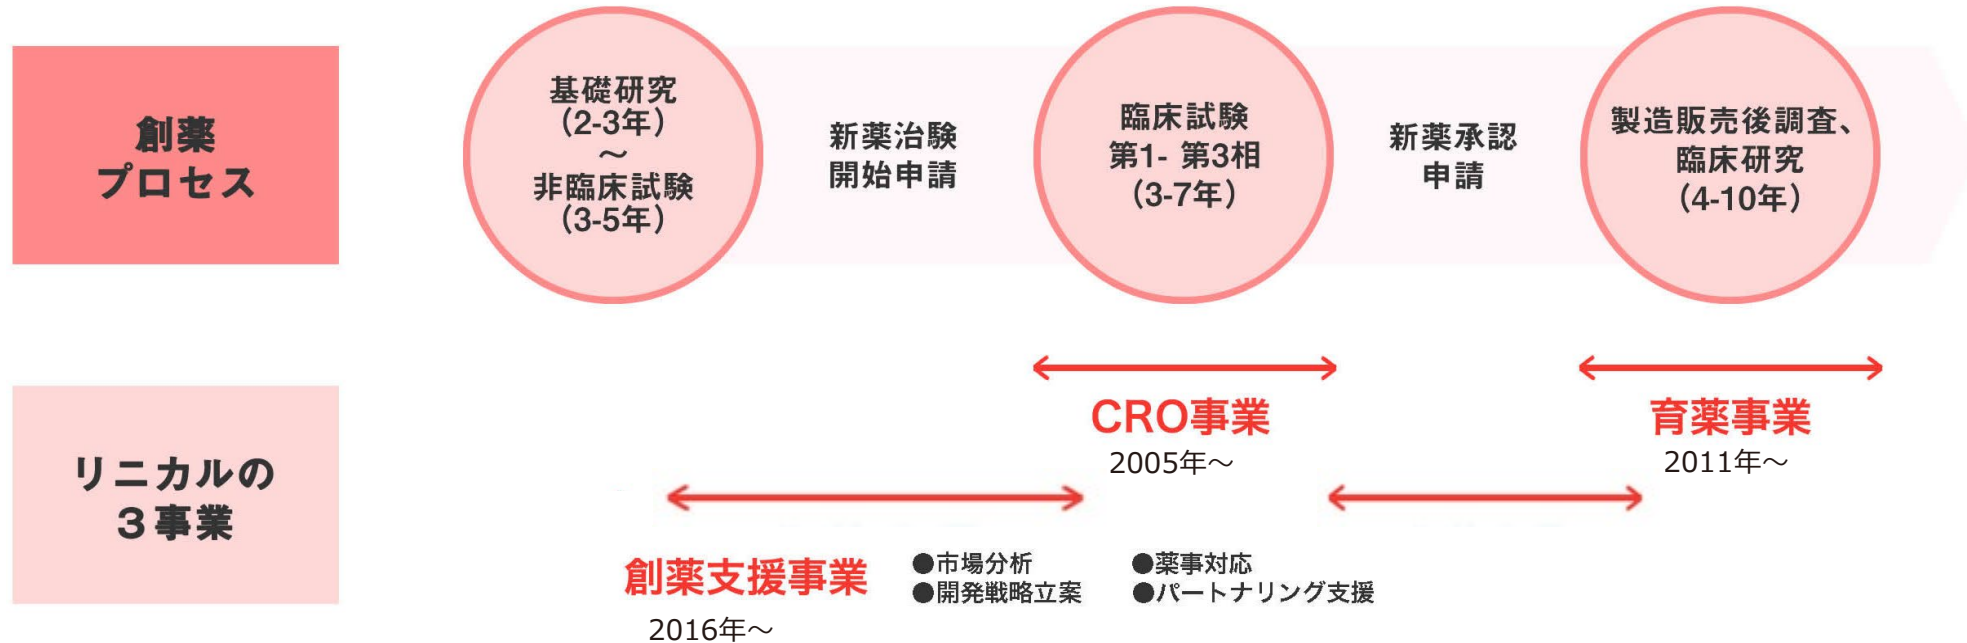 創薬
プロセス
基礎研究
(2-3年)
~
非臨床試験
(3-5年)
新薬治験
開始申請
臨床試験
第1- 第3相
(3-7年)
新薬承認
申請
製造販売後調査、
臨床研究
(4-10年)
リニカルの
3事業
CRO事業
2005年~
育薬事業
2011年~
創薬支援事業
2016年~
●市場分析
●開発戦略立案
●薬事対応
●パートナリング支援